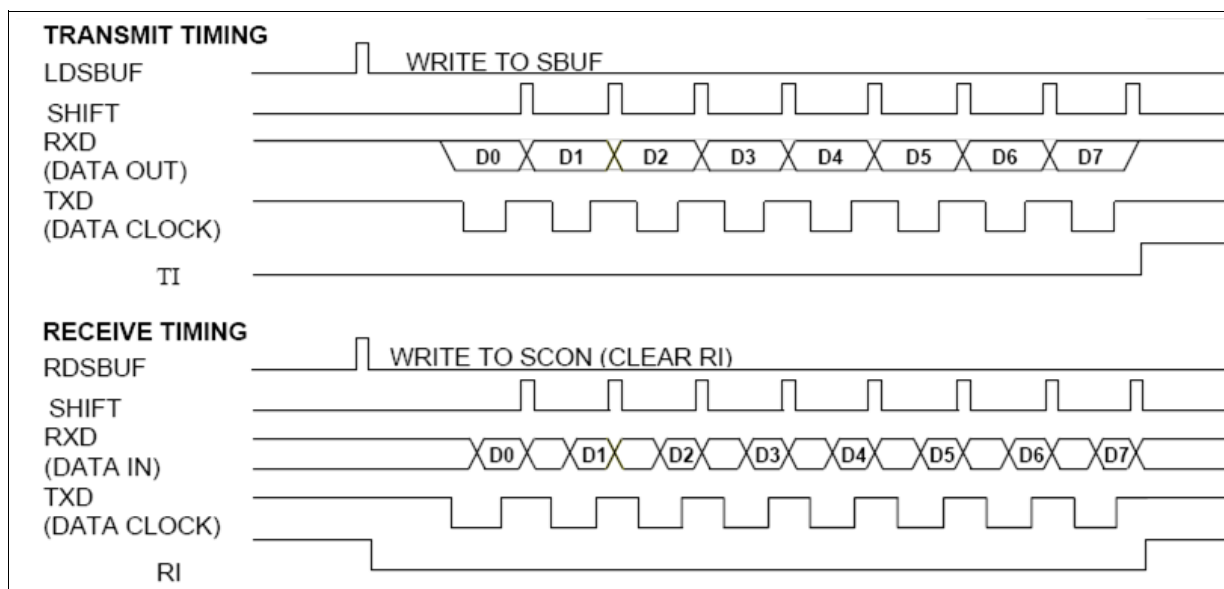 TRANSMIT TIMING
LDSBUF
WRITE TO SBUF
SHIFT
RXD
(DATA OUT)
D0 D1 D2 D3 D4 D5 D6 D7
TXD
(DATA CLOCK)
TI
RECEIVE TIMING
RDSBUF
WRITE TO SCON (CLEAR RI)
SHIFT
RXD
(DATA IN)
D0 D1 D2 D3 D4 D5 D6 D7
TXD
(DATA CLOCK)
RI